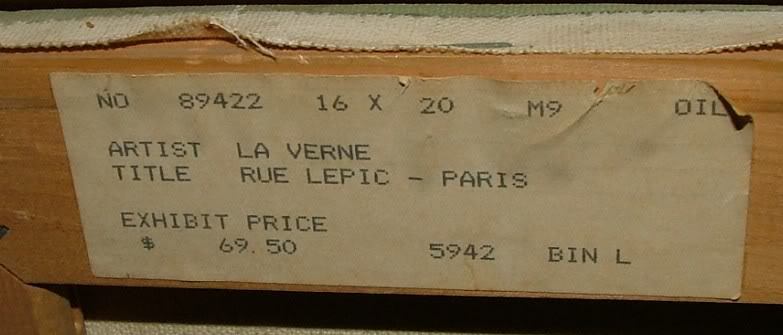 NO 89422 16 X 20 M9 OIL
ARTIST LA VERNE
TITLE RUE LEPIC - PARIS
EXHIBIT PRICE
$ 69.50 5942 BIN L